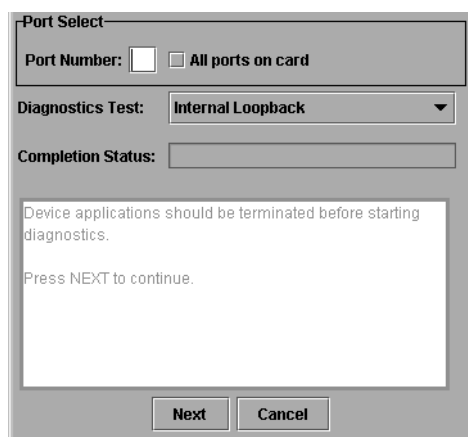 Port Select
Port Number: All ports on card
Diagnostics Test: Internal Loopback
Completion Status:
Device applications should be terminated before starting
diagnostics.
Press NEXT to continue.
Next Cancel